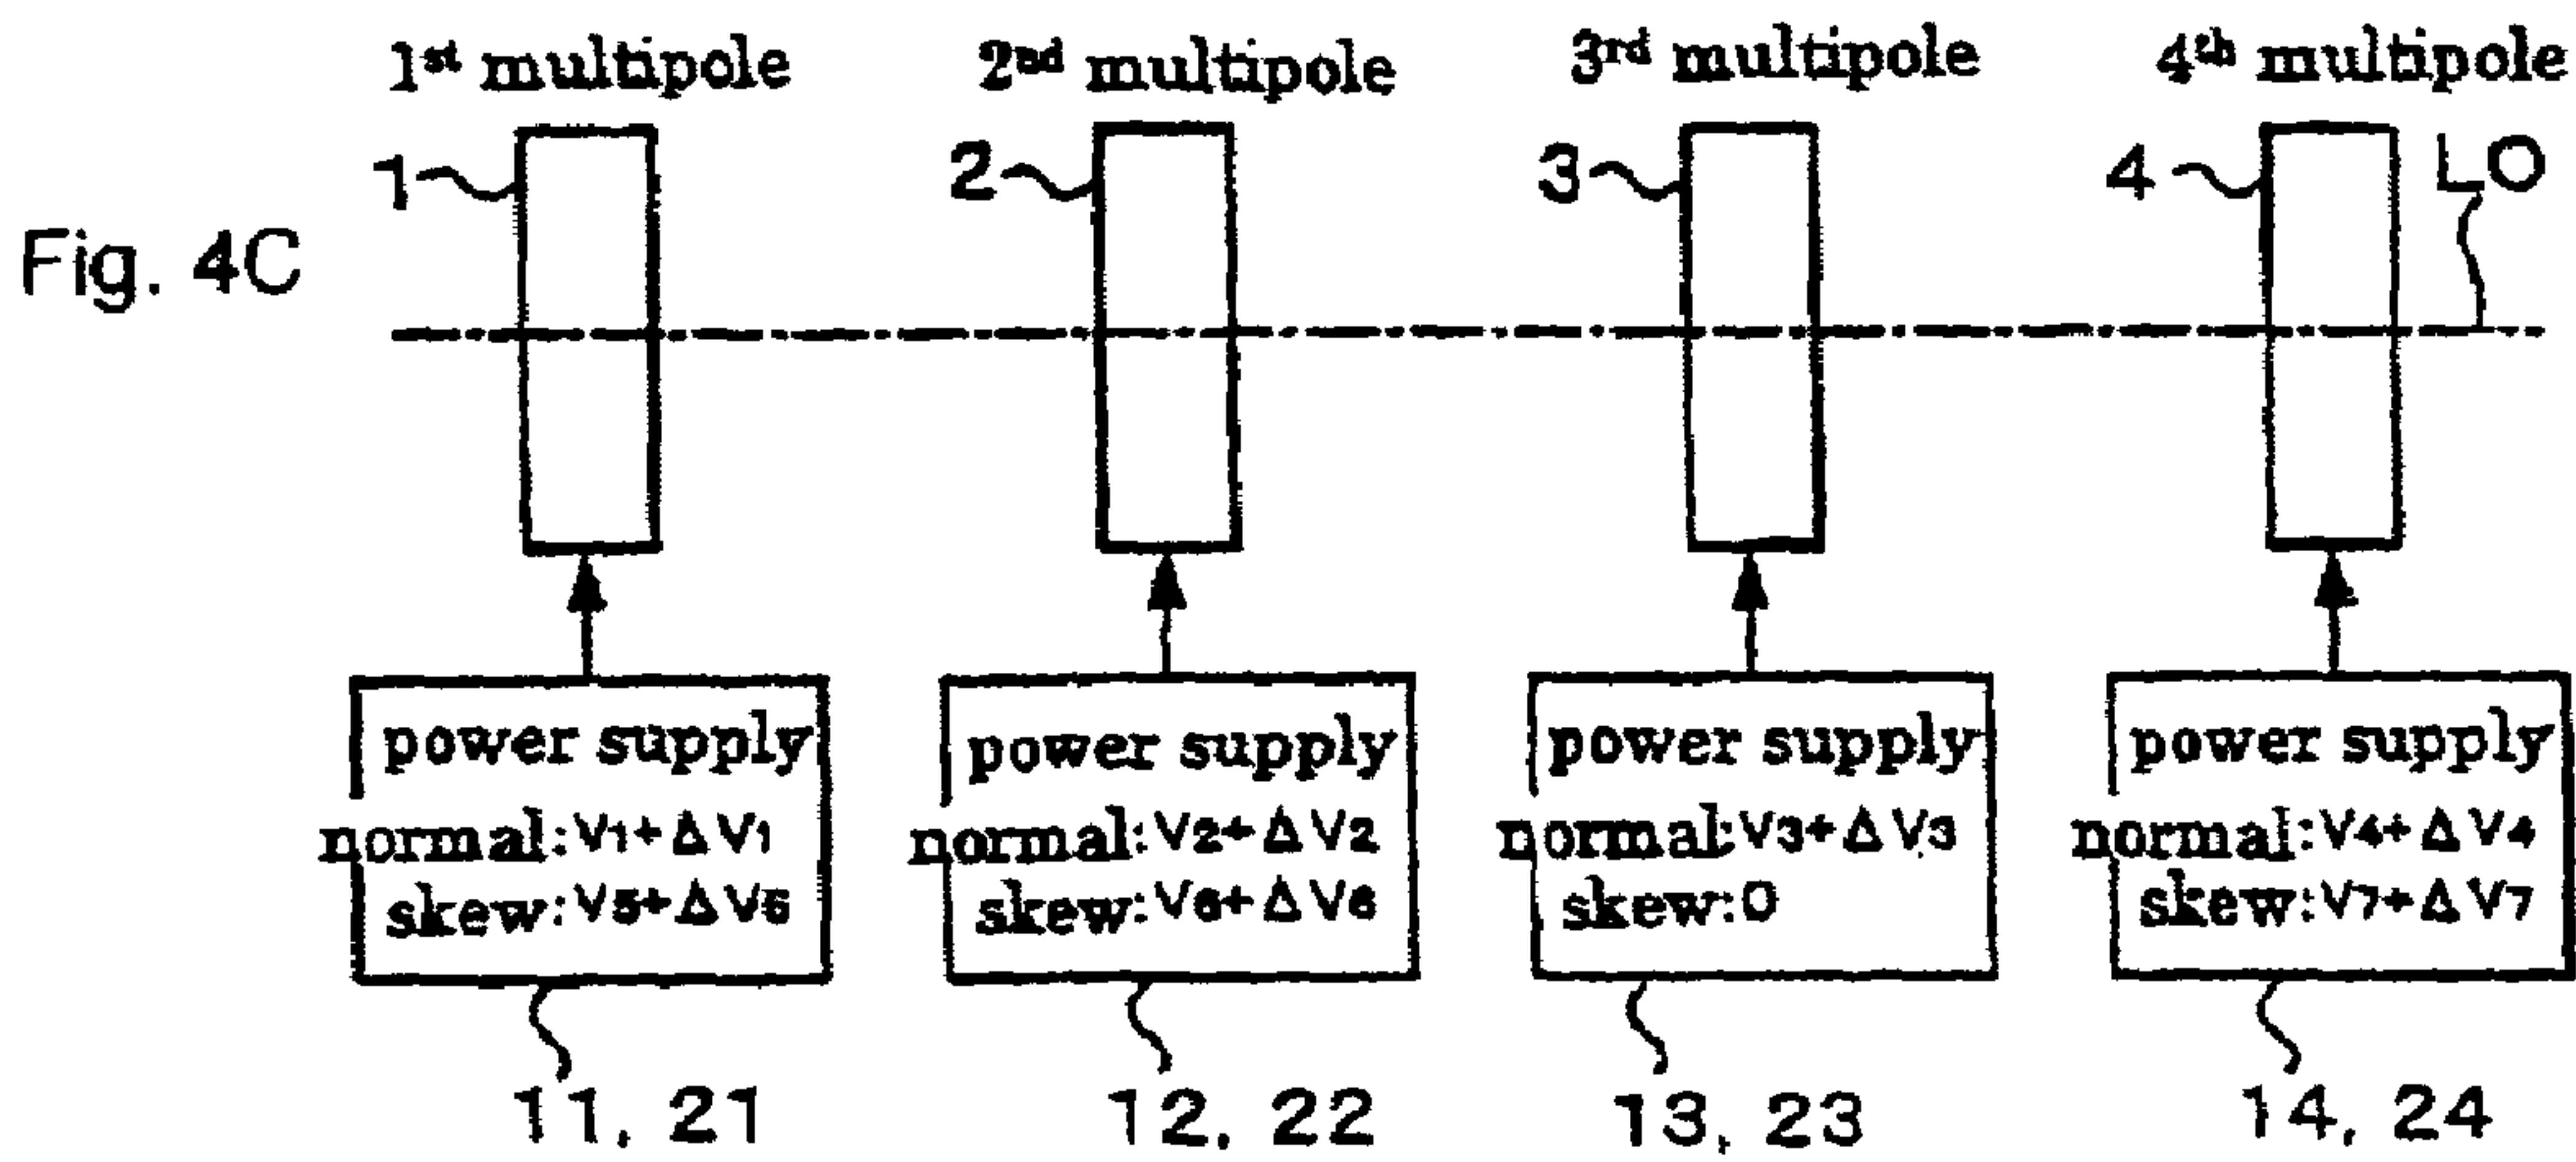 1st multipole 2nd multipole 3rd multipole 4th multipole
1 2 3 4 LO
Fig. 4C
power supply power supply power supply power supply
normal:V1+ΔV1 normal:V2+ΔV2 normal:V3+ΔV3 normal:V4+ΔV4
skew:V5+ΔV5 skew:V6+ΔV6 skew:0 skew:V7+ΔV7
11, 21 12, 22 13, 23 14, 24